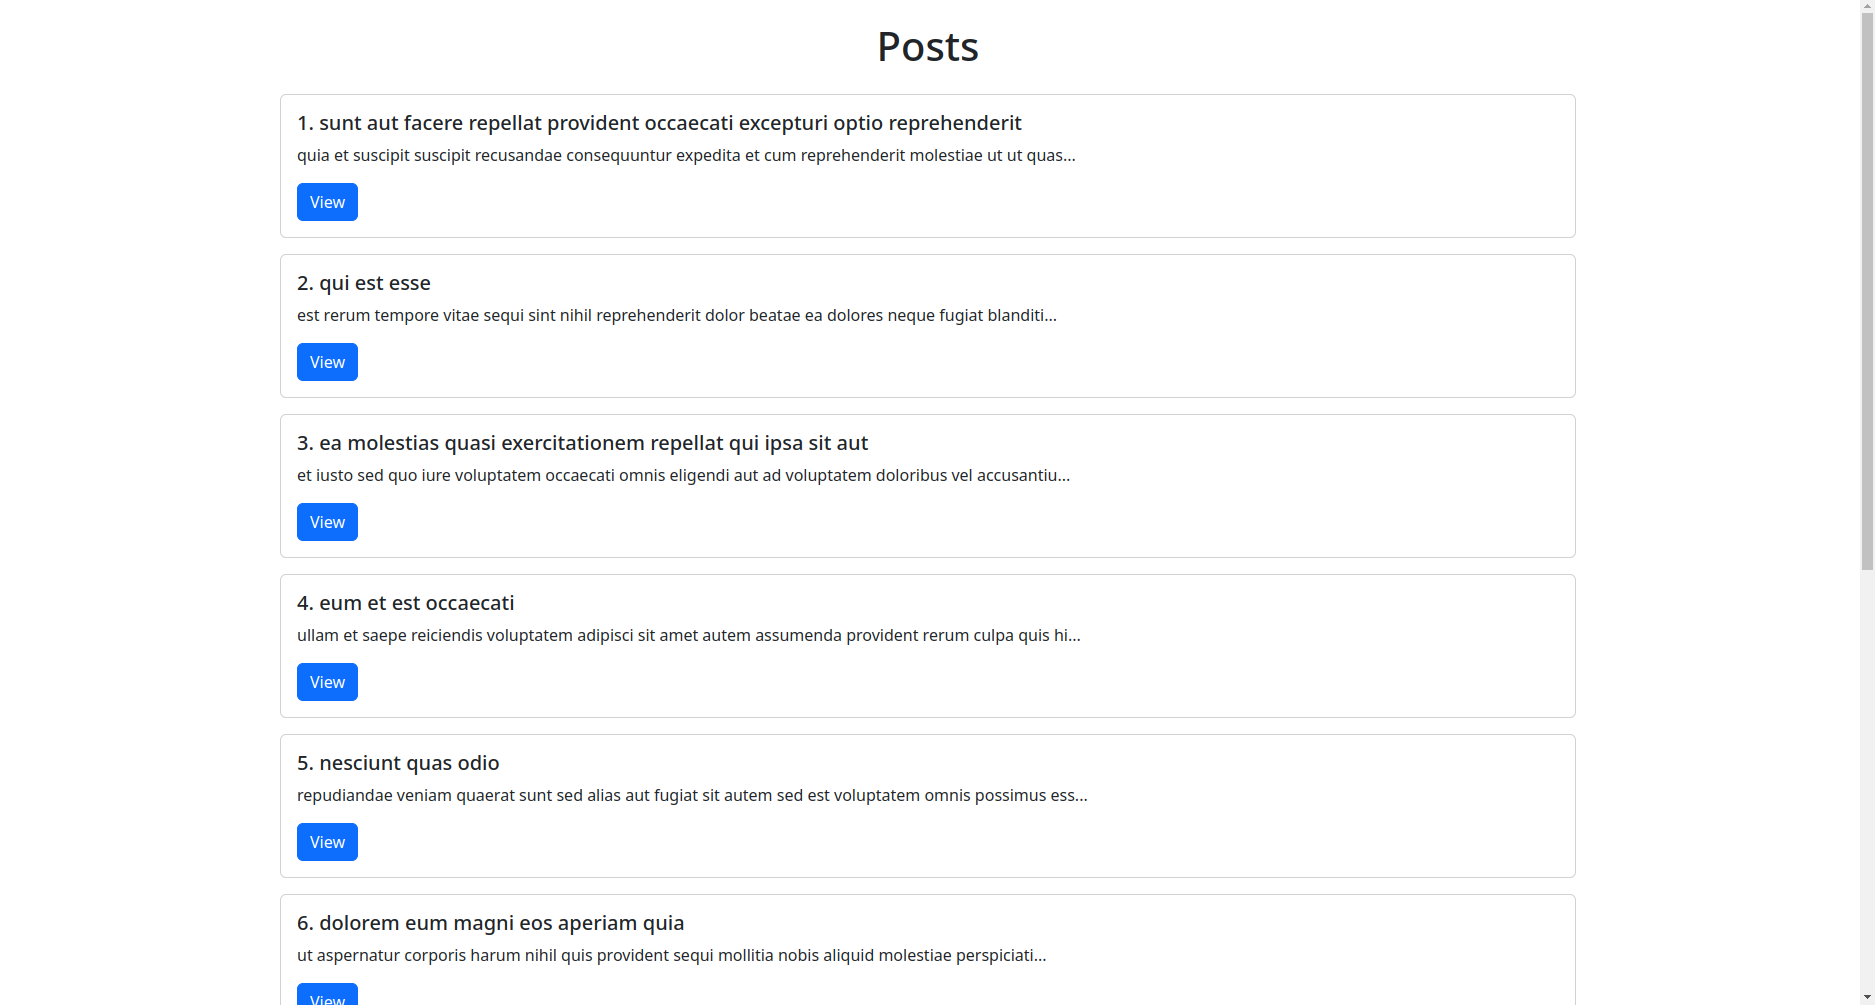 Posts
1. sunt aut facere repellat provident occaecati excepturi optio reprehenderit
quia et suscipit suscipit recusandae consequuntur expedita et cum reprehenderit molestiae ut ut quas...
View
2. qui est esse
est rerum tempore vitae sequi sint nihil reprehenderit dolor beatae ea dolores neque fugiat blanditi...
View
3. ea molestias quasi exercitationem repellat qui ipsa sit aut
et iusto sed quo iure voluptatem occaecati omnis eligendi aut ad voluptatem doloribus vel accusantiu...
View
4. eum et est occaecati
ullam et saepe reiciendis voluptatem adipisci sit amet autem assumenda provident rerum culpa quis hi...
View
5. nesciunt quas odio
repudiandae veniam quaerat sunt sed alias aut fugiat sit autem sed est voluptatem omnis possimus ess...
View
6. dolorem eum magni eos aperiam quia
ut aspernatur corporis harum nihil quis provident sequi mollitia nobis aliquid molestiae perspiciati...
View